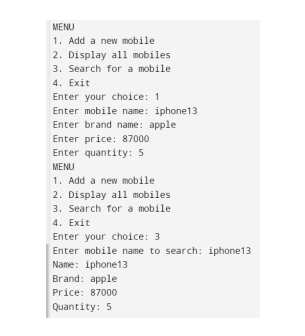 MENU
1. Add a new mobile
2. Display all mobiles
3. Search for a mobile
4. Exit
Enter your choice: 1
Enter mobile name: iphone13
Enter brand name: apple
Enter price: 87000
Enter quantity: 5
MENU
1. Add a new mobile
2. Display all mobiles
3. Search for a mobile
4. Exit
Enter your choice: 3
Enter mobile name to search: iphone13
Name: iphone13
Brand: apple
Price: 87000
Quantity: 5